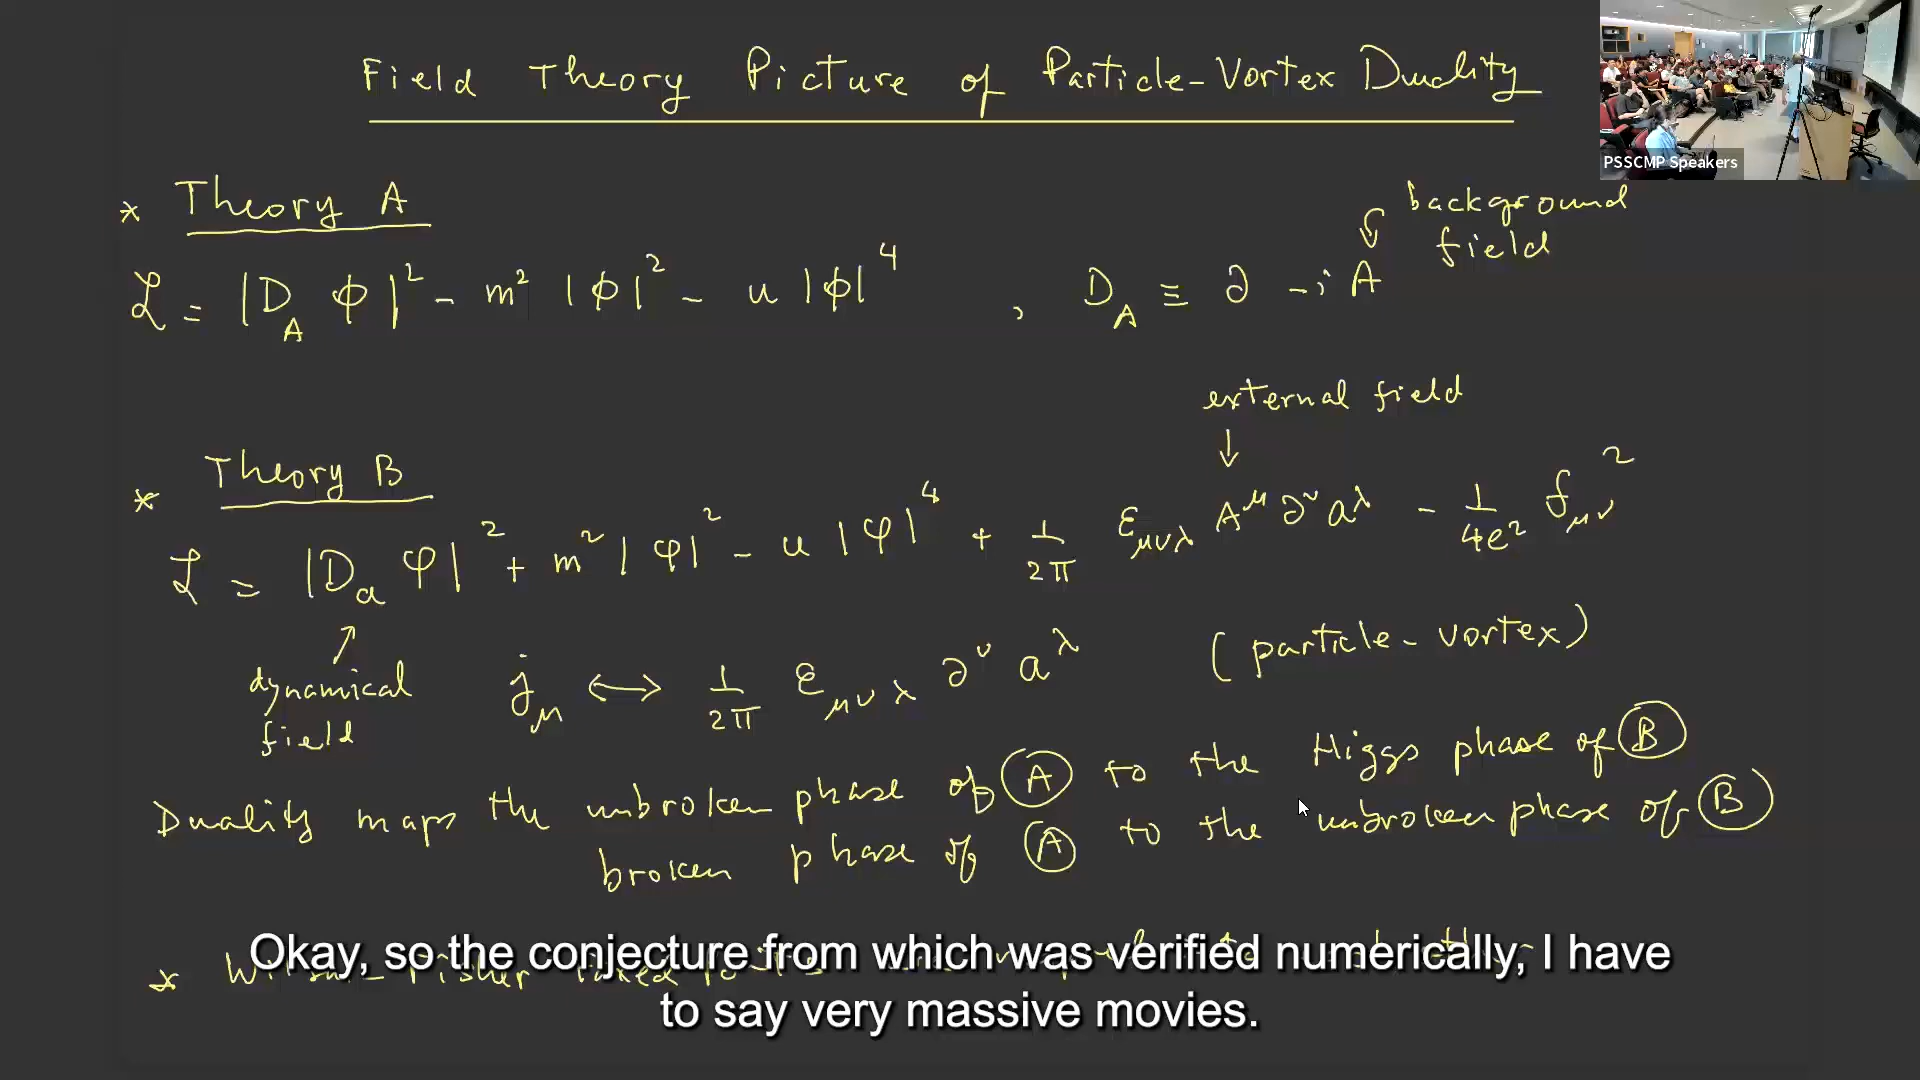 Field Theory Picture of Particle-Vortex Duality
PSSCMP Speakers
* Theory A
background field
ℒ = |D_A ϕ|² - m² |ϕ|² - u |ϕ|⁴ , D_A ≡ ∂ - i A
external field
* Theory B
ℒ = |D_a φ|² + m² |φ|² - u |φ|⁴ + 1/2π ε_μνλ A^μ ∂^ν a^λ - 1/4e² f_μν²
dynamical field
j_μ ⟷ 1/2π ε_μνλ ∂^ν a^λ (particle-vortex)
Duality maps the unbroken phase of Ⓐ to the Higgs phase of Ⓑ
broken phase of Ⓐ to the unbroken phase of Ⓑ
Okay, so the conjecture from which was verified numerically, I have
to say very massive movies.